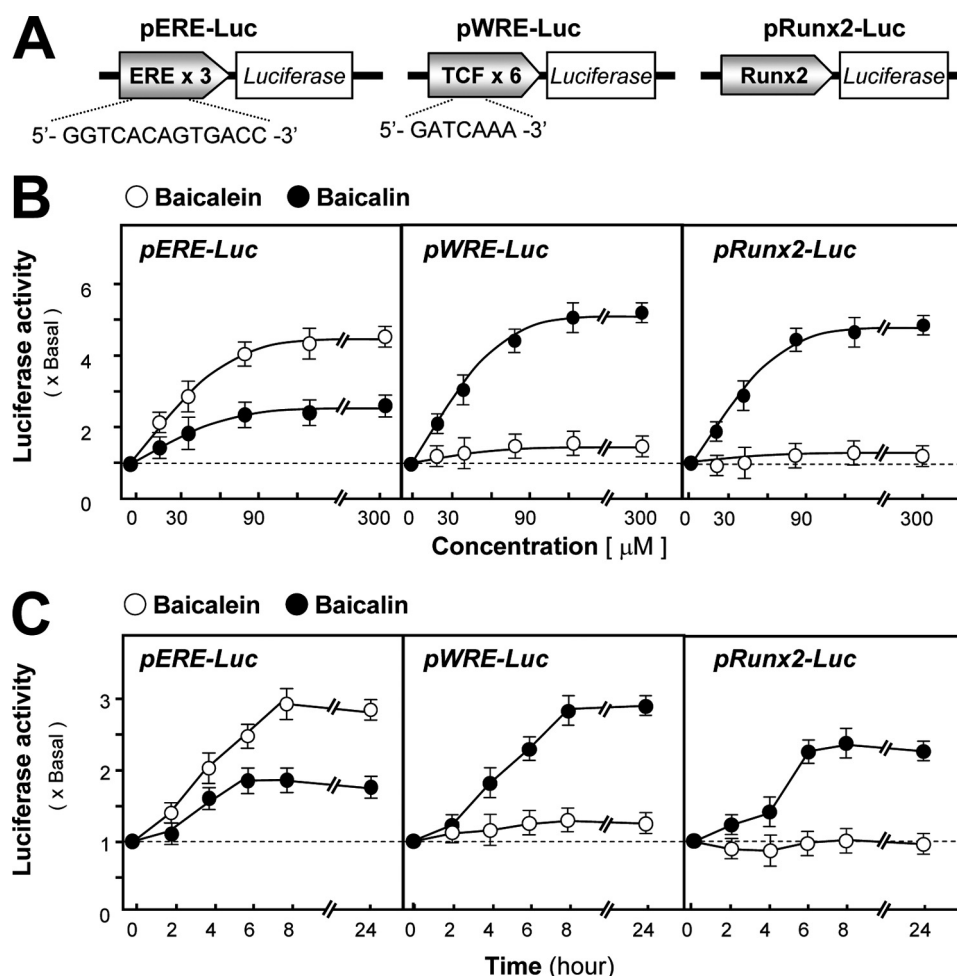 A
pERE-Luc pWRE-Luc pRunx2-Luc
ERE x 3 Luciferase TCF x 6 Luciferase Runx2 Luciferase
5’- GGTCACAGTGACC -3’ 5’- GATCAAA -3’
B
Baicalein Baicalin
pERE-Luc pWRE-Luc pRunx2-Luc
Luciferase activity
( x Basal )
6
4
2
0
0 30 90 300 0 30 90 300 0 30 90 300
Concentration [ μM ]
C
Baicalein Baicalin
pERE-Luc pWRE-Luc pRunx2-Luc
Luciferase activity
( x Basal )
3
2
1
0
0 2 4 6 8 24 0 2 4 6 8 24 0 2 4 6 8 24
Time (hour)